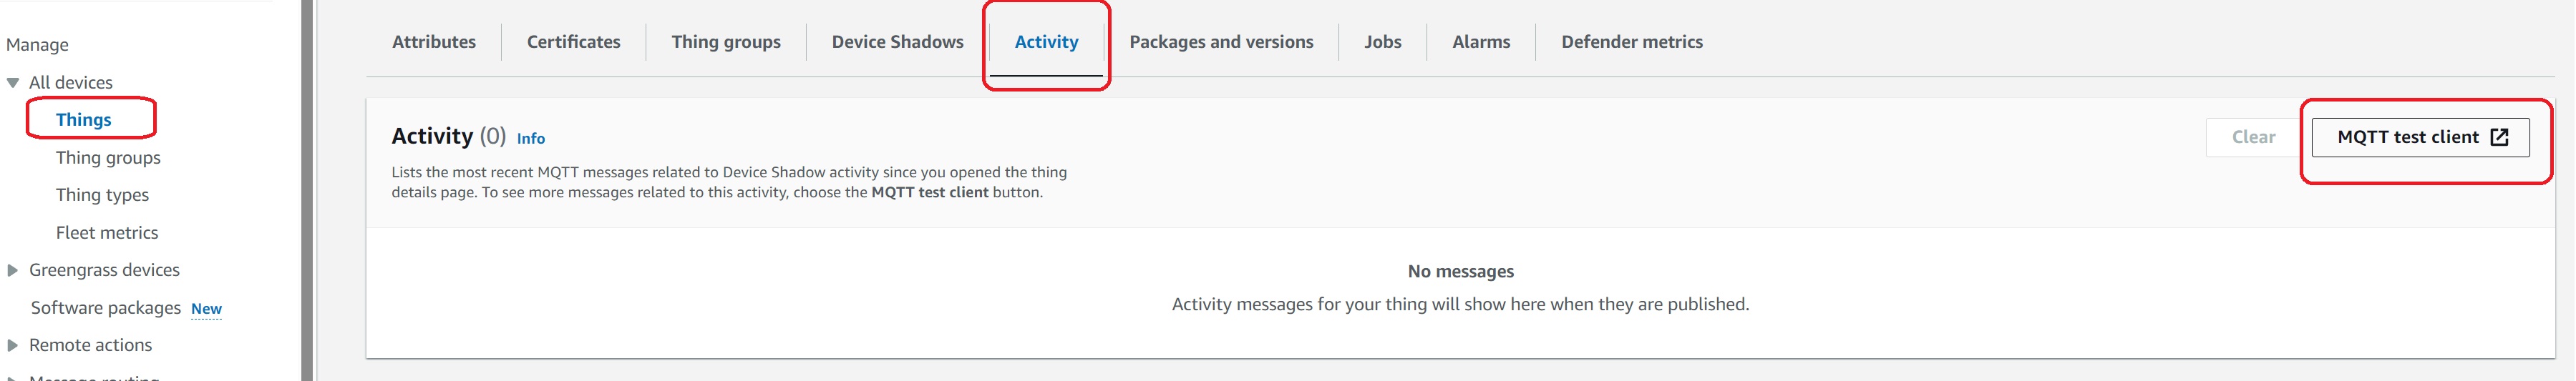 Manage
All devices
Things
Thing groups
Thing types
Fleet metrics
Greengrass devices
Software packages New
Remote actions
Message routing
Attributes
Certificates
Thing groups
Device Shadows
Activity
Packages and versions
Jobs
Alarms
Defender metrics
Activity (0) Info
Lists the most recent MQTT messages related to Device Shadow activity since you opened the thing
details page. To see more messages related to this activity, choose the MQTT test client button.
Clear
MQTT test client
No messages
Activity messages for your thing will show here when they are published.